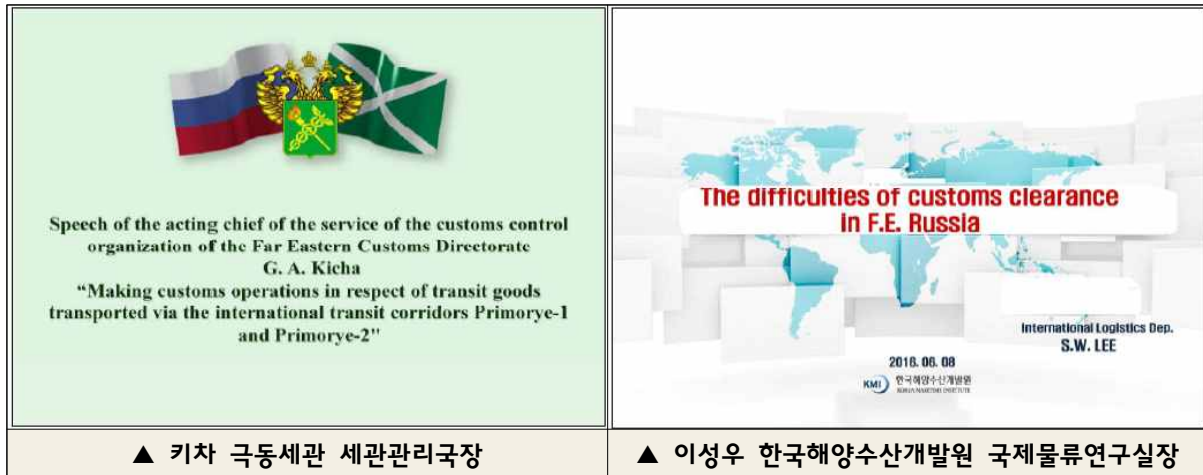 Speech of the acting chief of the service of the customs control
organization of the Far Eastern Customs Directorate
G. A. Kicha
“Making customs operations in respect of transit goods
transported via the international transit corridors Primorye-1
and Primorye-2"
The difficulties of customs clearance
in F.E. Russia
International Logistics Dep.
S.W. LEE
2016. 06. 08
KMI 한국해양수산개발원
KOREA MARITIME INSTITUTE
▲ 키차 극동세관 세관관리국장
▲ 이성우 한국해양수산개발원 국제물류연구실장